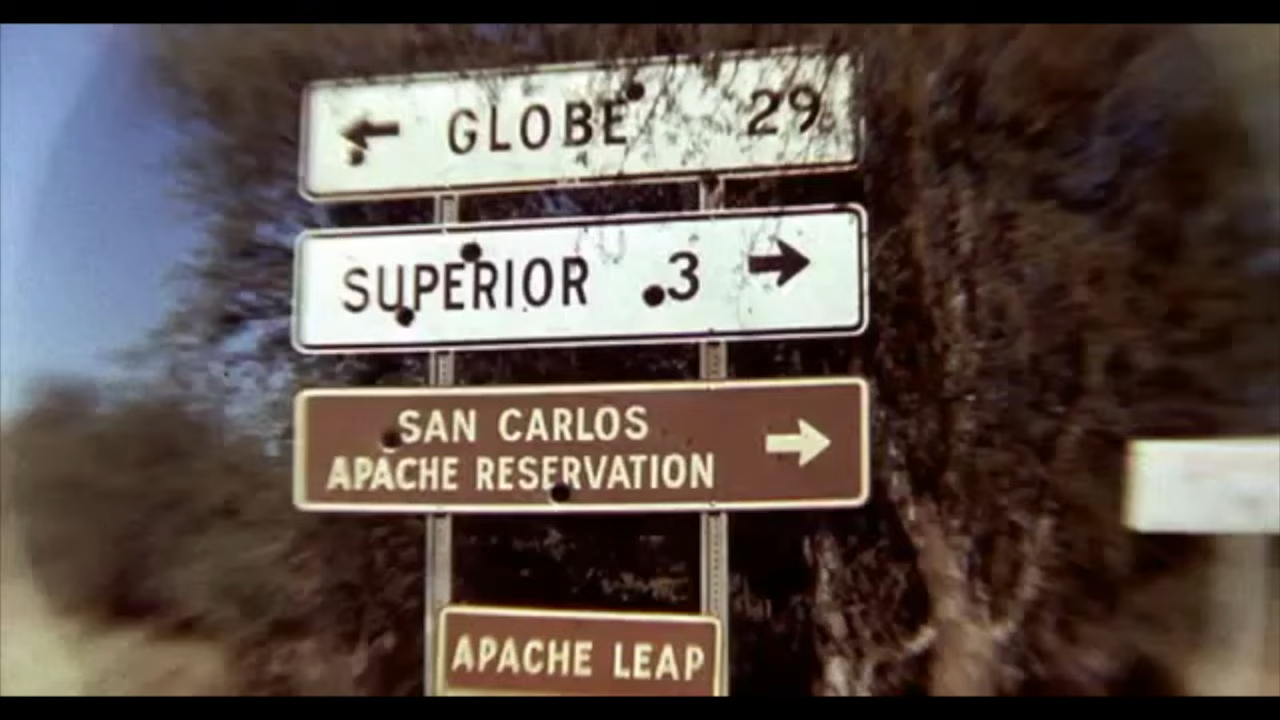 ← GLOBE 29
SUPERIOR 3 →
SAN CARLOS
APACHE RESERVATION →
APACHE LEAP